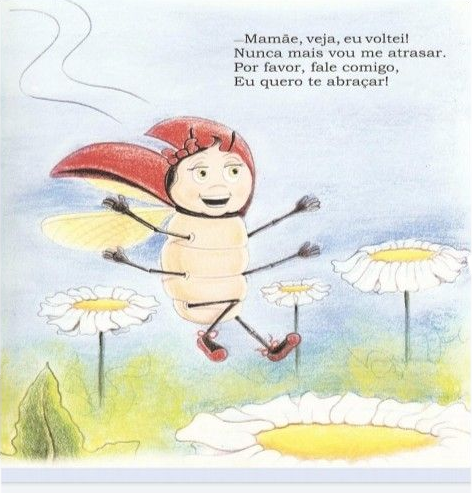 —Mamãe, veja, eu voltei!
Nunca mais vou me atrasar.
Por favor, fale comigo,
Eu quero te abraçar!